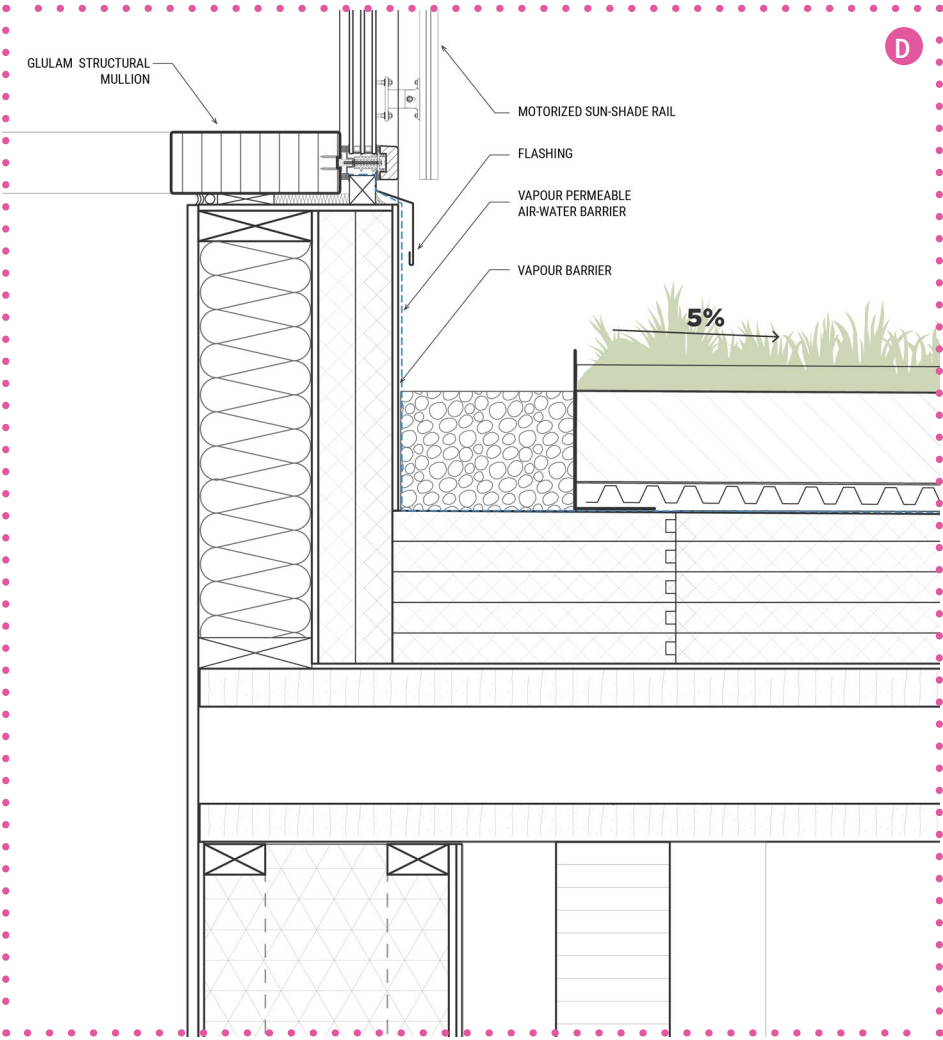 D
GLULAM STRUCTURAL
MULLION
MOTORIZED SUN-SHADE RAIL
FLASHING
VAPOUR PERMEABLE
AIR-WATER BARRIER
VAPOUR BARRIER
5%